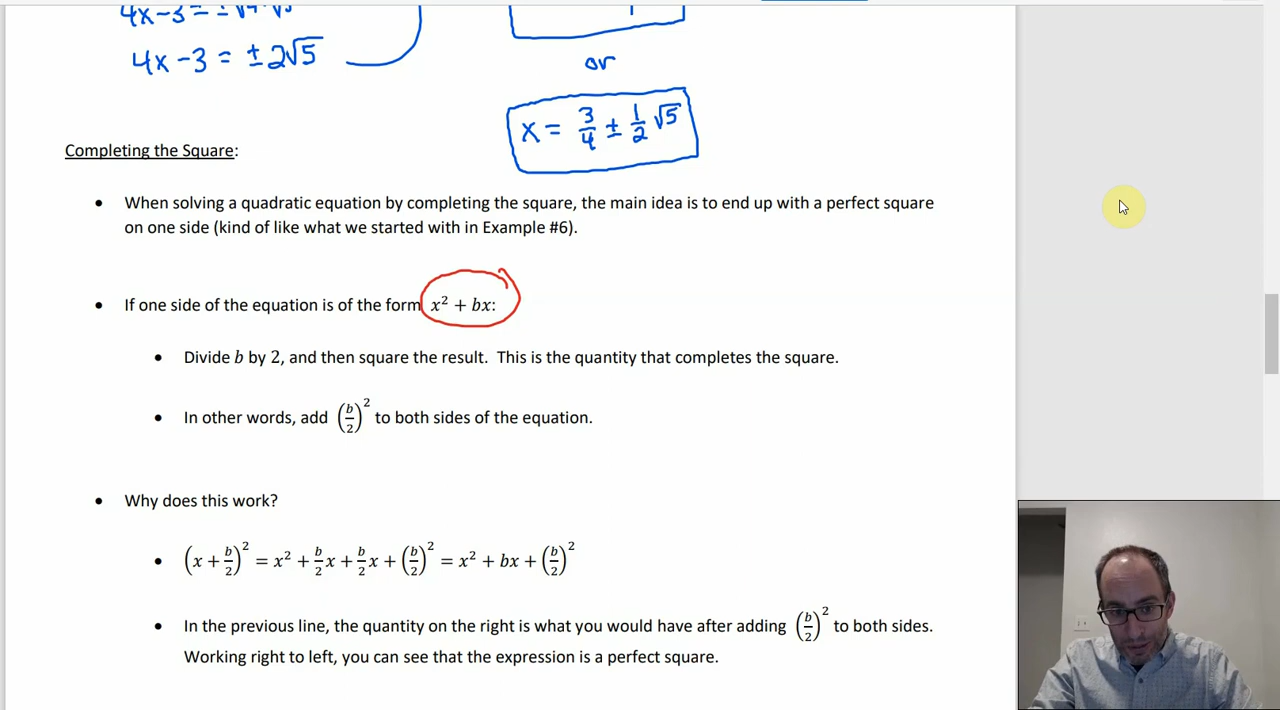 4x-3 = ±√4·√5
4x-3 = ±2√5
or
x = 3/4 ± 1/2 √5
Completing the Square:
• When solving a quadratic equation by completing the square, the main idea is to end up with a perfect square
on one side (kind of like what we started with in Example #6).
• If one side of the equation is of the form x² + bx:
• Divide b by 2, and then square the result. This is the quantity that completes the square.
• In other words, add (b/2)² to both sides of the equation.
• Why does this work?
• (x + b/2)² = x² + b/2 x + b/2 x + (b/2)² = x² + bx + (b/2)²
• In the previous line, the quantity on the right is what you would have after adding (b/2)² to both sides.
Working right to left, you can see that the expression is a perfect square.